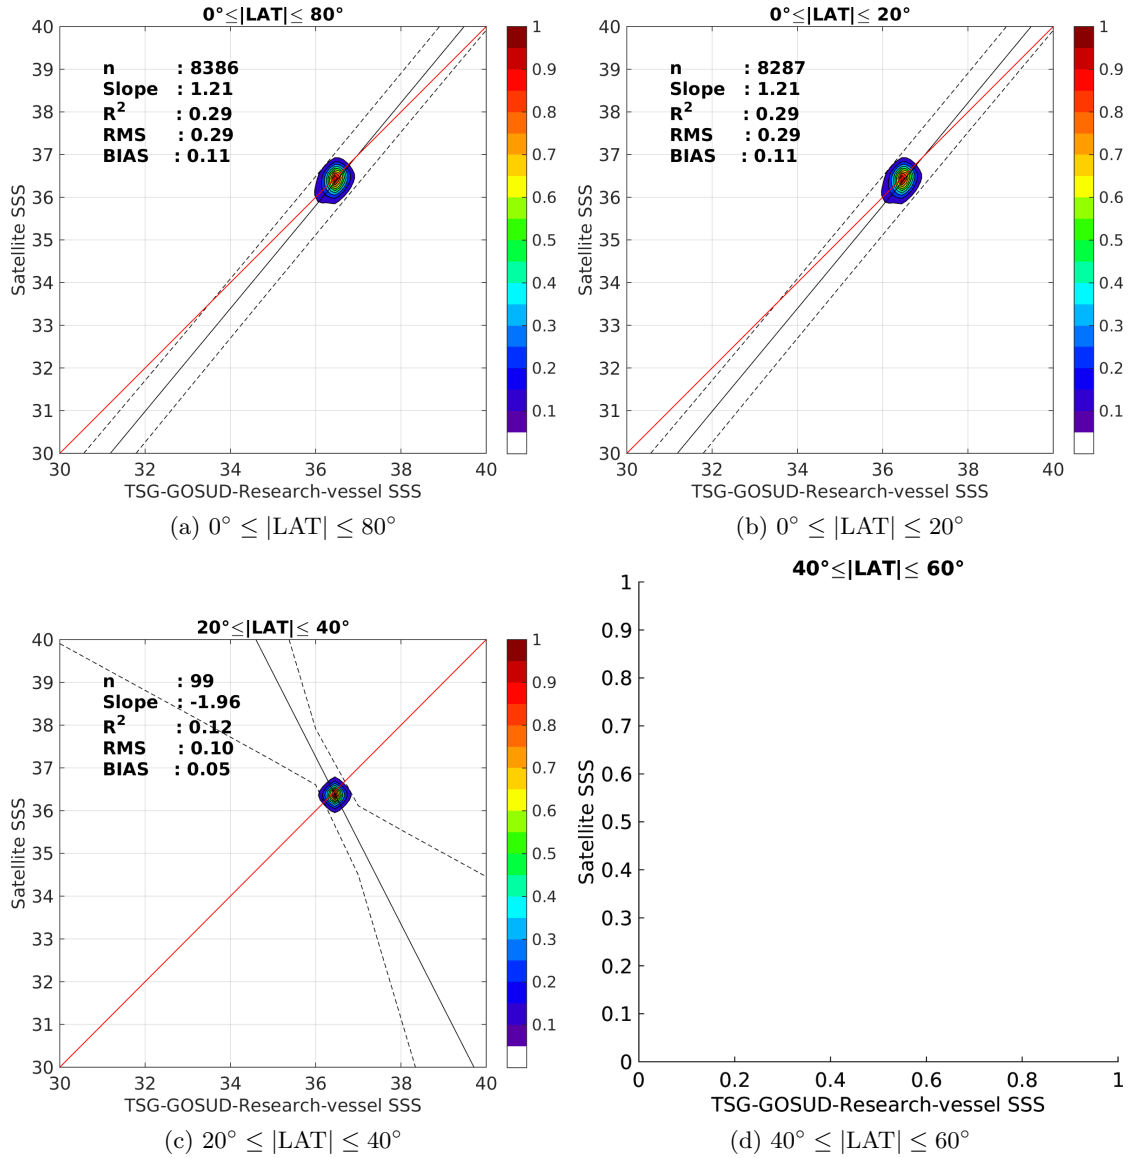 0°≤|LAT|≤ 80°
n : 8386
Slope : 1.21
R2 : 0.29
RMS : 0.29
BIAS : 0.11
40
39
38
37
36
35
34
33
32
31
30
Satellite SSS
30 32 34 36 38 40
TSG-GOSUD-Research-vessel SSS
1
0.9
0.8
0.7
0.6
0.5
0.4
0.3
0.2
0.1
(a) 0° ≤ |LAT| ≤ 80°
0°≤|LAT|≤ 20°
n : 8287
Slope : 1.21
R2 : 0.29
RMS : 0.29
BIAS : 0.11
40
39
38
37
36
35
34
33
32
31
30
Satellite SSS
30 32 34 36 38 40
TSG-GOSUD-Research-vessel SSS
1
0.9
0.8
0.7
0.6
0.5
0.4
0.3
0.2
0.1
(b) 0° ≤ |LAT| ≤ 20°
20°≤|LAT|≤ 40°
n : 99
Slope : -1.96
R2 : 0.12
RMS : 0.10
BIAS : 0.05
40
39
38
37
36
35
34
33
32
31
30
Satellite SSS
30 32 34 36 38 40
TSG-GOSUD-Research-vessel SSS
1
0.9
0.8
0.7
0.6
0.5
0.4
0.3
0.2
0.1
(c) 20° ≤ |LAT| ≤ 40°
40°≤|LAT|≤ 60°
1
0.9
0.8
0.7
0.6
0.5
0.4
0.3
0.2
0.1
0
Satellite SSS
0 0.2 0.4 0.6 0.8 1
TSG-GOSUD-Research-vessel SSS
(d) 40° ≤ |LAT| ≤ 60°